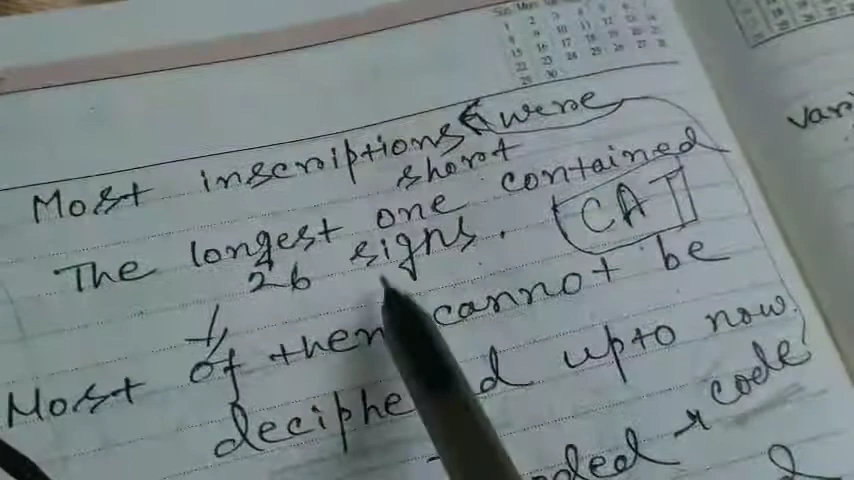 Most inscriptions were
short
The longest one contained
26 signs. CAT
Most of them cannot be
deciphe d upto now.
code